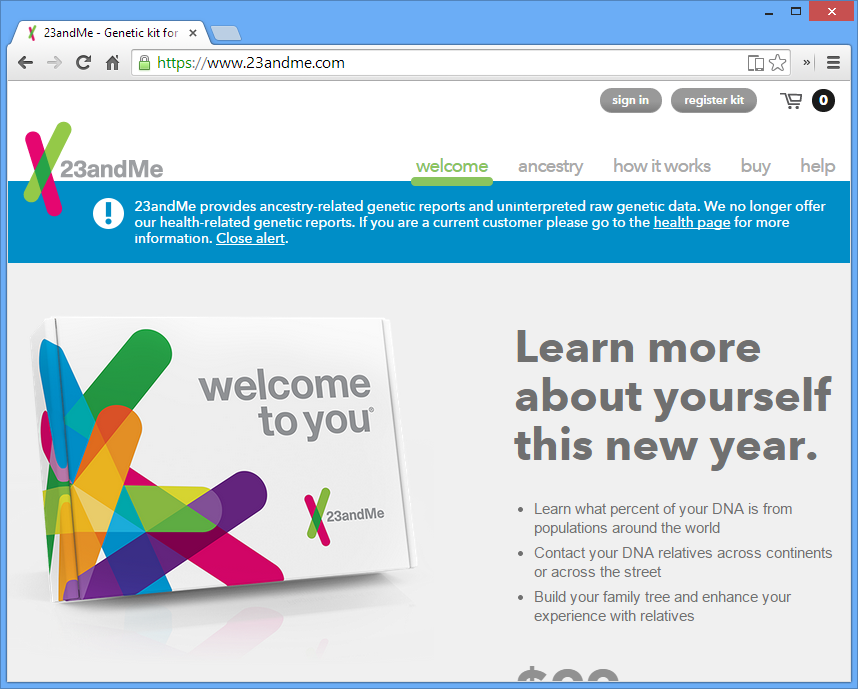 23andMe - Genetic kit for
https://www.23andme.com
sign in
register kit
0
23andMe
welcome
ancestry
how it works
buy
help
23andMe provides ancestry-related genetic reports and uninterpreted raw genetic data. We no longer offer
our health-related genetic reports. If you are a current customer please go to the health page for more
information. Close alert.
welcome
to you®
23andMe
Learn more
about yourself
this new year.
• Learn what percent of your DNA is from
populations around the world
• Contact your DNA relatives across continents
or across the street
• Build your family tree and enhance your
experience with relatives